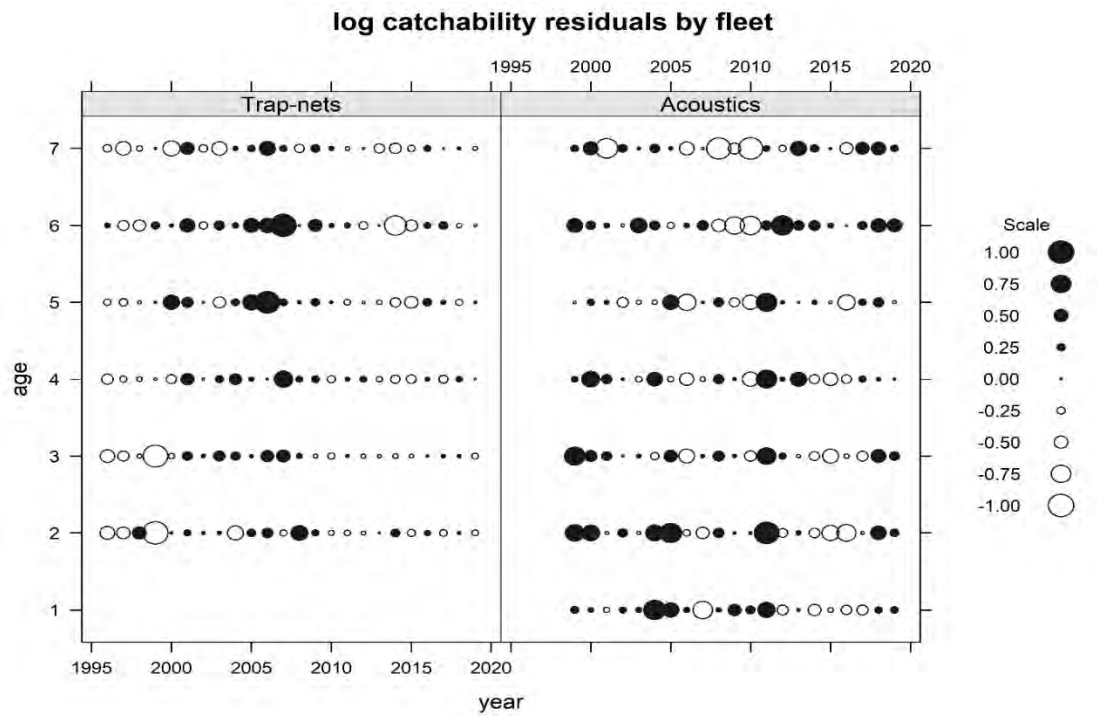 log catchability residuals by fleet
1995 2000 2005 2010 2015 2020
Trap-nets Acoustics
7
6
5
4
3
2
1
age
1995 2000 2005 2010 2015 2020
year
Scale
1.00
0.75
0.50
0.25
0.00
-0.25
-0.50
-0.75
-1.00